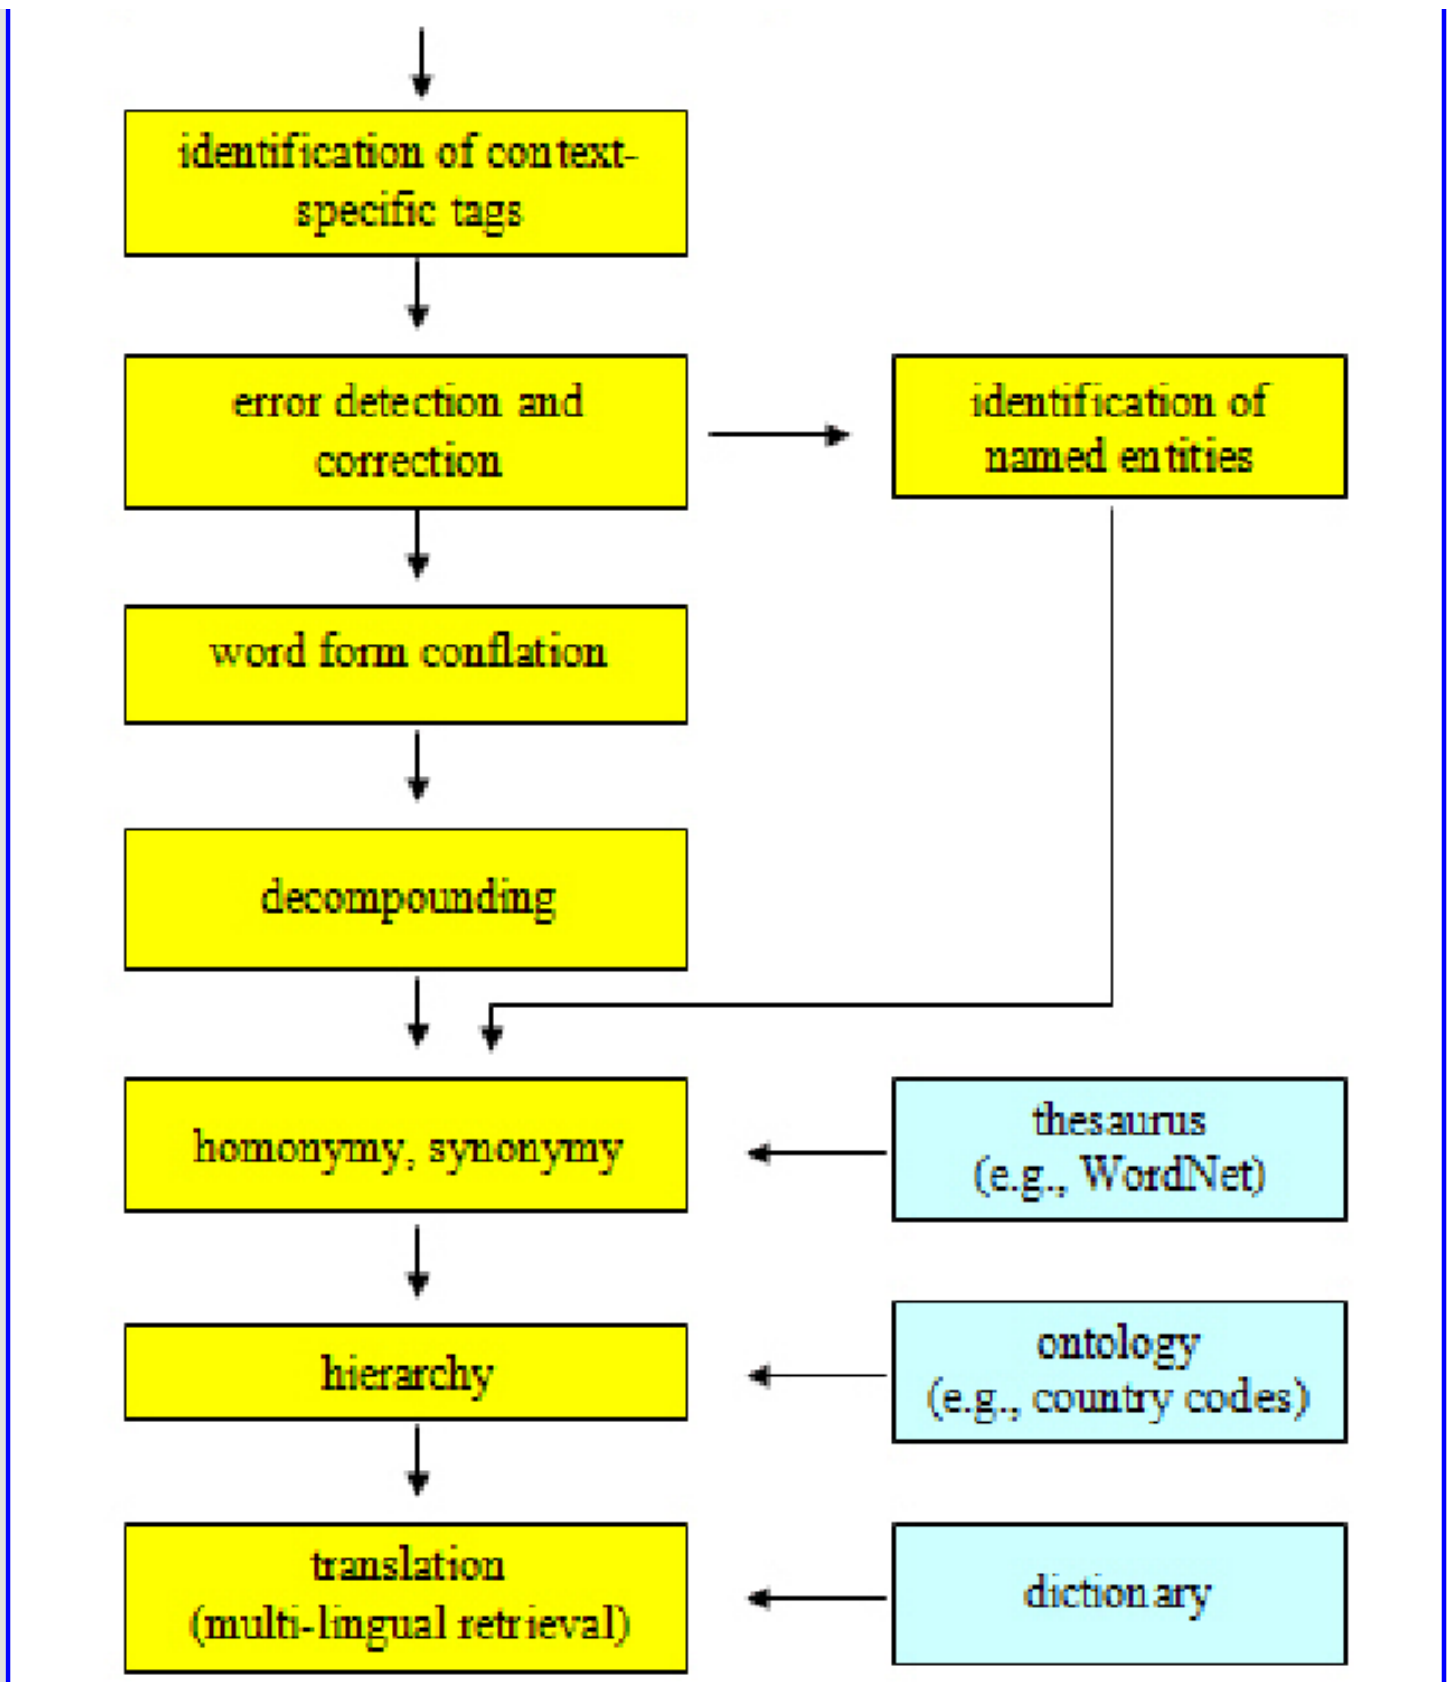 identification of context-
specific tags
error detection and
correction
identification of
named entities
word form conflation
decompounding
homonymy, synonymy
thesaurus
(e.g., WordNet)
hierarchy
ontology
(e.g., country codes)
translation
(multi-lingual retrieval)
dictionary